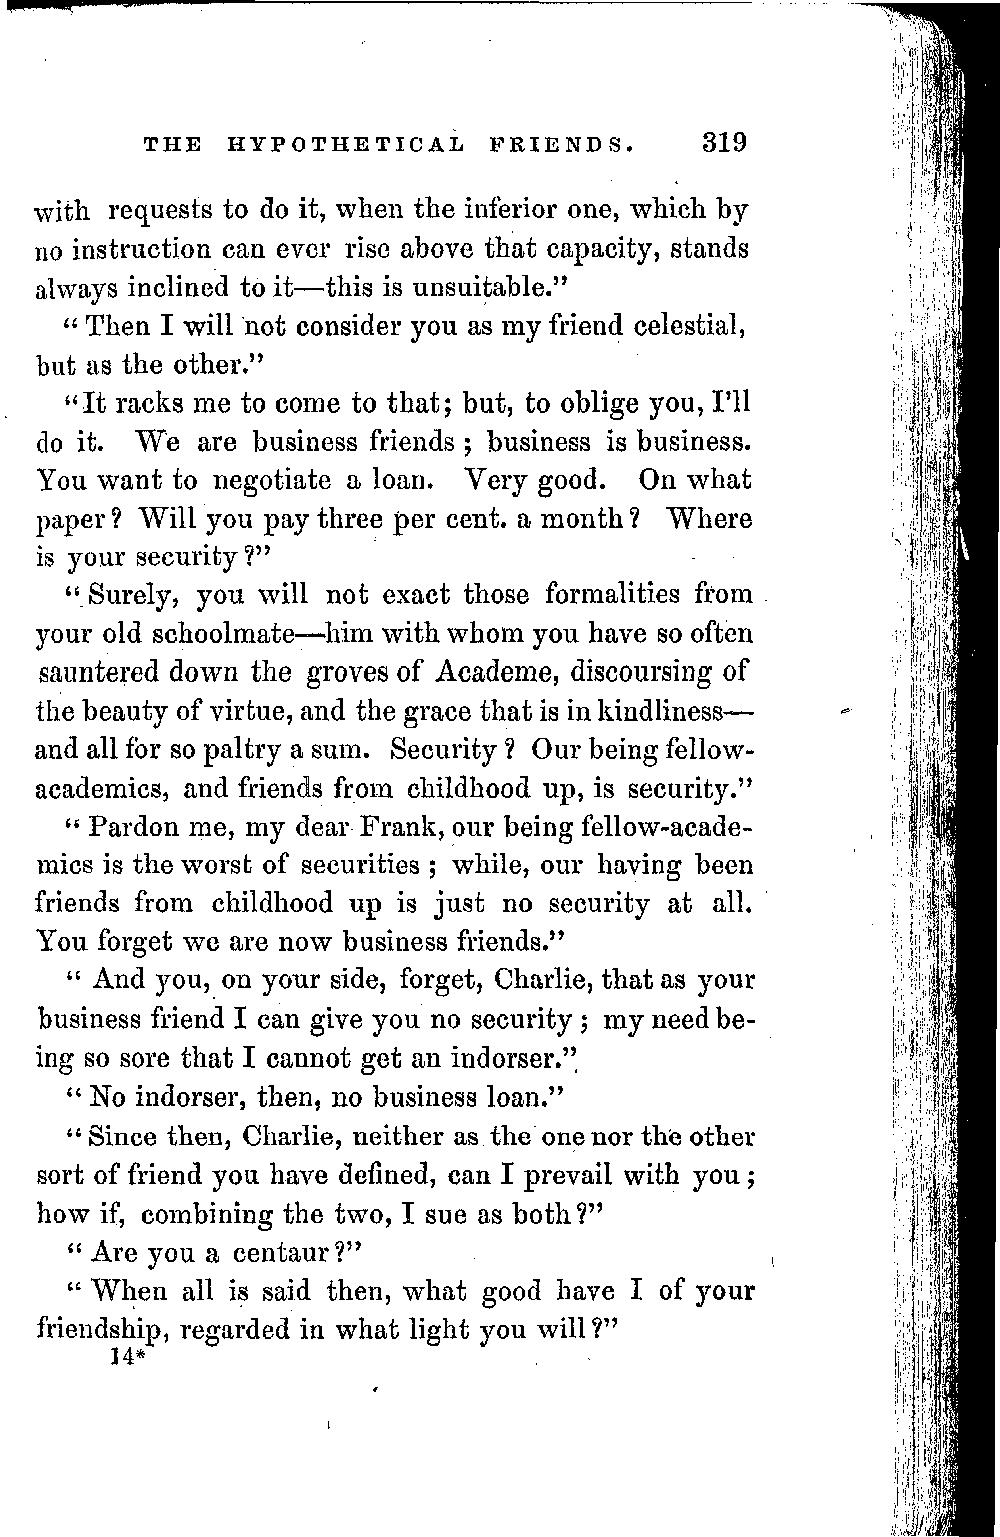 THE HYPOTHETICAL FRIENDS. 319
with requests to do it, when the inferior one, which by
no instruction can ever rise above that capacity, stands
always inclined to it—this is unsuitable."
"Then I will not consider you as my friend celestial,
but as the other."
"It racks me to come to that; but, to oblige you, I'll
do it. We are business friends; business is business.
You want to negotiate a loan. Very good. On what
paper? Will you pay three per cent. a month? Where
is your security?"
"Surely, you will not exact those formalities from
your old schoolmate—him with whom you have so often
sauntered down the groves of Academe, discoursing of
the beauty of virtue, and the grace that is in kindliness—
and all for so paltry a sum. Security? Our being fellow-
academics, and friends from childhood up, is security."
"Pardon me, my dear Frank, our being fellow-acade-
mics is the worst of securities; while, our having been
friends from childhood up is just no security at all.
You forget we are now business friends."
"And you, on your side, forget, Charlie, that as your
business friend I can give you no security; my need be-
ing so sore that I cannot get an indorser."
"No indorser, then, no business loan."
"Since then, Charlie, neither as the one nor the other
sort of friend you have defined, can I prevail with you;
how if, combining the two, I sue as both?"
"Are you a centaur?"
"When all is said then, what good have I of your
friendship, regarded in what light you will?"
14*